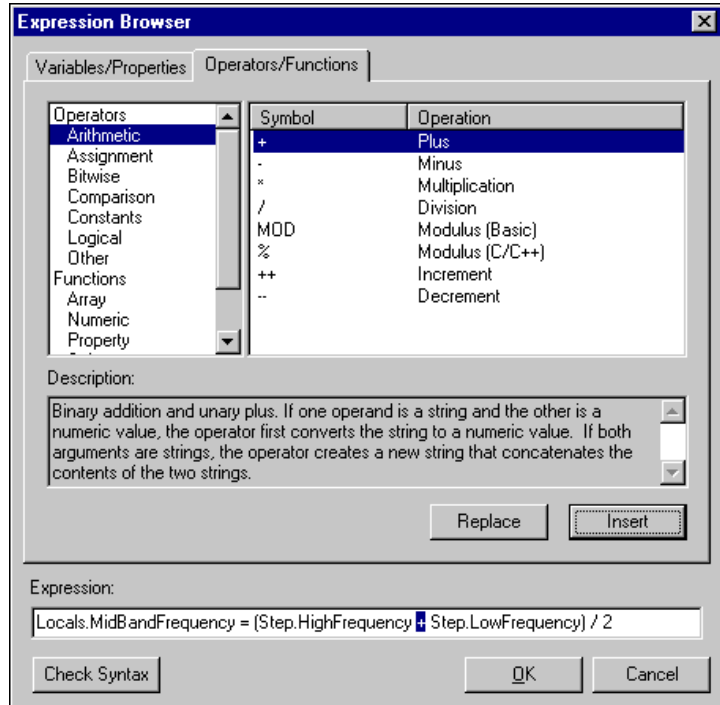 Expression Browser
Variables/Properties
Operators/Functions
Operators
Arithmetic
Assignment
Bitwise
Comparison
Constants
Logical
Other
Functions
Array
Numeric
Property
Symbol Operation
+ Plus
- Minus
* Multiplication
/ Division
MOD Modulus (Basic)
% Modulus (C/C++)
++ Increment
-- Decrement
Description:
Binary addition and unary plus. If one operand is a string and the other is a
numeric value, the operator first converts the string to a numeric value. If both
arguments are strings, the operator creates a new string that concatenates the
contents of the two strings.
Replace
Insert
Expression:
Locals.MidBandFrequency = (Step.HighFrequency + Step.LowFrequency) / 2
Check Syntax
OK
Cancel